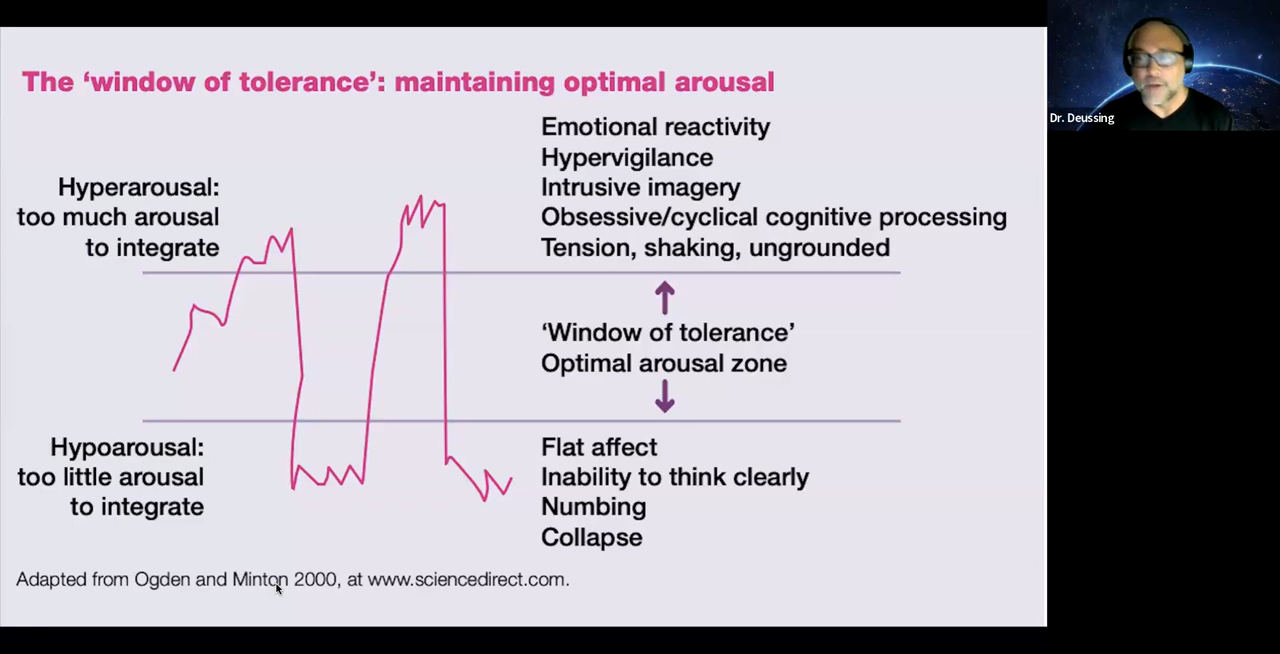 The ‘window of tolerance’: maintaining optimal arousal
Hyperarousal:
too much arousal
to integrate
Emotional reactivity
Hypervigilance
Intrusive imagery
Obsessive/cyclical cognitive processing
Tension, shaking, ungrounded
‘Window of tolerance’
Optimal arousal zone
Hypoarousal:
too little arousal
to integrate
Flat affect
Inability to think clearly
Numbing
Collapse
Adapted from Ogden and Minton 2000, at www.sciencedirect.com.
Dr. Deussing